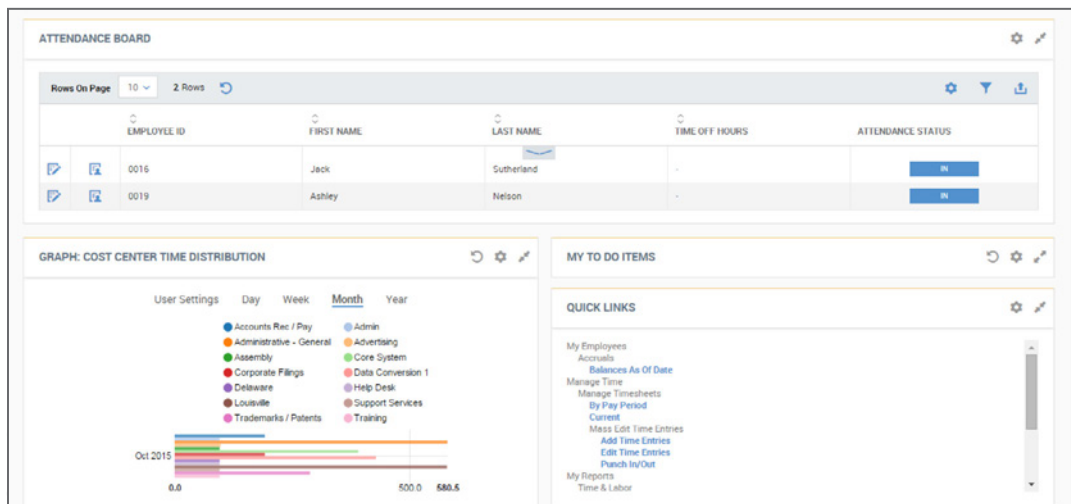 ATTENDANCE BOARD
Rows On Page 10 2 Rows
EMPLOYEE ID FIRST NAME LAST NAME TIME OFF HOURS ATTENDANCE STATUS
0016 Jack Sutherland - IN
0019 Ashley Nelson - IN
GRAPH: COST CENTER TIME DISTRIBUTION
User Settings Day Week Month Year
Accounts Rec / Pay Admin
Administrative - General Advertising
Assembly Core System
Corporate Filings Data Conversion 1
Delaware Help Desk
Louisville Support Services
Trademarks / Patents Training
Oct 2015
0.0 500.0 580.5
MY TO DO ITEMS
QUICK LINKS
My Employees
Accruals
Balances As Of Date
Manage Time
Manage Timesheets
By Pay Period
Current
Mass Edit Time Entries
Add Time Entries
Edit Time Entries
Punch In/Out
My Reports
Time & Labor